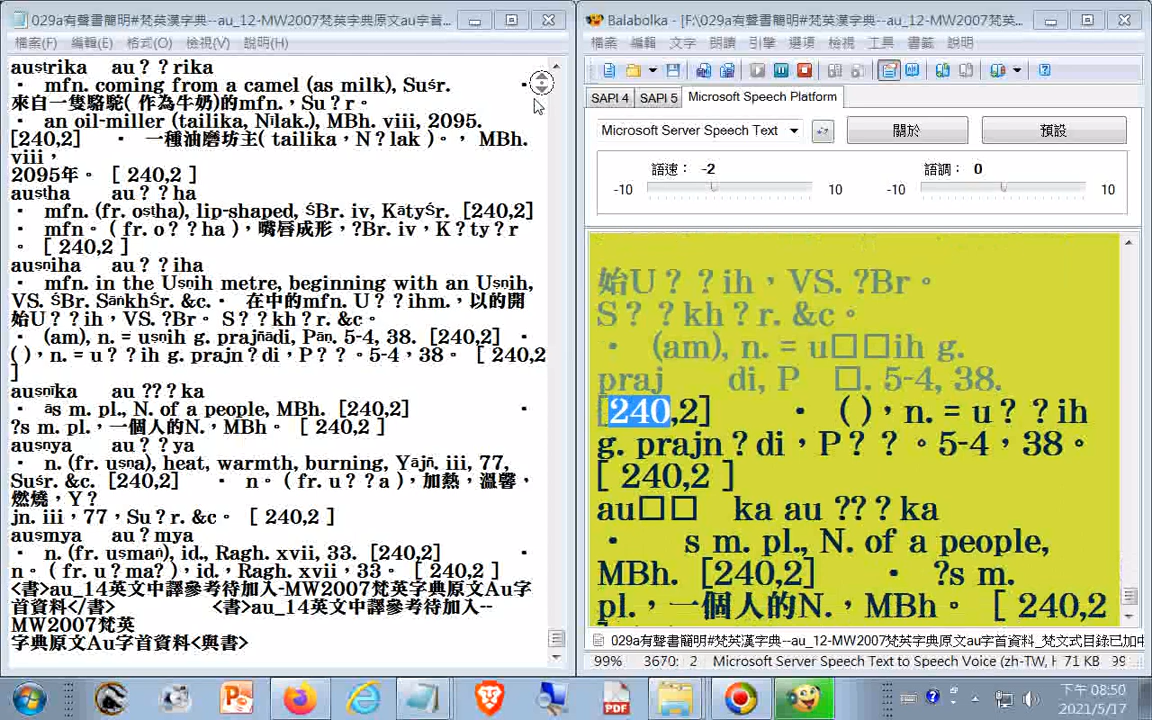 029a有聲書簡明#梵英漢字典--au_12-MW2007梵英字典原文au字首...
檔案(F) 編輯(E) 格式(O) 檢視(V) 說明(H)
auṣṭrika au？？rika
• mfn. coming from a camel (as milk), Suśr. •
來自一隻駱駝( 作為牛奶)的mfn.，Su？r。
• an oil-miller (tailika, Nīlak.), MBh. viii, 2095.
[240,2] • 一種油磨坊主( tailika，N？lak )。， MBh.
viii，
2095年。 [ 240,2 ]
auṣṭha au？？ha
• mfn. (fr. oṣṭha), lip-shaped, ŚBr. iv, KātyŚr. [240,2]
• mfn。( fr. o？？ha )，嘴唇成形，?Br. iv，K？ty？r
。 [ 240,2 ]
auṣṇiha au？？iha
• mfn. in the Uṣṇih metre, beginning with an Uṣṇih,
VS. ŚBr. SāṅkhŚr. &c. • 在中的mfn. U？？ihm.，以的開
始U？？ih，VS. ?Br。 S？？kh？r. &c。
• (am), n. = uṣṇih g. prajñādi, Pāṇ. 5-4, 38. [240,2] •
( )，n. = u？？ih g. prajn？di，P？？。5-4，38。 [ 240,2
]
auṣṇīka au ??？ka
• ās m. pl., N. of a people, MBh. [240,2] •
?s m. pl.，一個人的N.，MBh。 [ 240,2 ]
auṣṇya au？？ya
• n. (fr. uṣṇa), heat, warmth, burning, Yājñ. iii, 77,
Suśr. &c. [240,2] • n。( fr. u？？a )，加熱，溫馨，
燃燒，Y？
jn. iii，77，Su？r. &c。 [ 240,2 ]
auṣmya au？mya
• n. (fr. uṣman), id., Ragh. xvii, 33. [240,2] •
n。( fr. u？ma? )，id.，Ragh. xvii，33。 [ 240,2 ]
<書>au_14英文中譯參考待加入-MW2007梵英字典原文Au字
首資料</書> <書>au_14英文中譯參考待加入--
MW2007梵英
字典原文Au字首資料<與書>
Balabolka - [F:\029a有聲書簡明#梵英漢字典--au_12-MW2007梵英...
檔案 編輯 文字 朗讀 引擎 選項 檢視 工具 書籤 說明
SAPI 4 SAPI 5 Microsoft Speech Platform
Microsoft Server Speech Text 關於 預設
語速： -2 語調： 0
-10 10 -10 10
始U？？ih，VS. ?Br。
S？？kh？r. &c。
• (am), n. = u□□ih g.
praj di, P □. 5-4, 38.
[240,2] • ( )，n. = u？？ih
g. prajn？di，P？？。5-4，38。
[ 240,2 ]
au□□ ka au ??？ka
• s m. pl., N. of a people,
MBh. [240,2] • ?s m.
pl.，一個人的N.，MBh。 [ 240,2
029a有聲書簡明#梵英漢字典--au_12-MW2007梵英字典原文au字首資料_梵文式目錄已加中
99% 3670: 2 Microsoft Server Speech Text to Speech Voice (zh-TW, H 71 KB 99
下午 08:50
2021/5/17